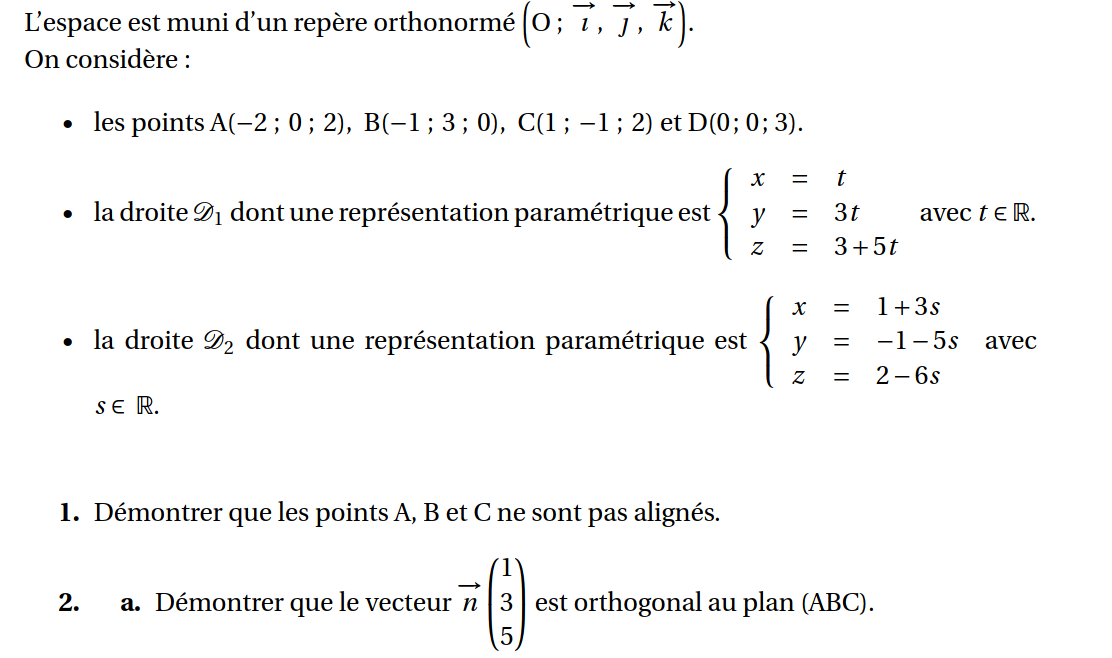 L'espace est muni d'un repère orthonormé (O ; i⃗, j⃗, k⃗).
On considère :
• les points A(−2 ; 0 ; 2), B(−1 ; 3 ; 0), C(1 ; −1 ; 2) et D(0; 0; 3).
x = t
• la droite 𝒟₁ dont une représentation paramétrique est { y = 3t avec t ∈ ℝ.
z = 3 + 5t
x = 1 + 3s
• la droite 𝒟₂ dont une représentation paramétrique est { y = −1 − 5s avec
z = 2 − 6s
s ∈ ℝ.
1. Démontrer que les points A, B et C ne sont pas alignés.
2. a. Démontrer que le vecteur n⃗ (1 3 5) est orthogonal au plan (ABC).